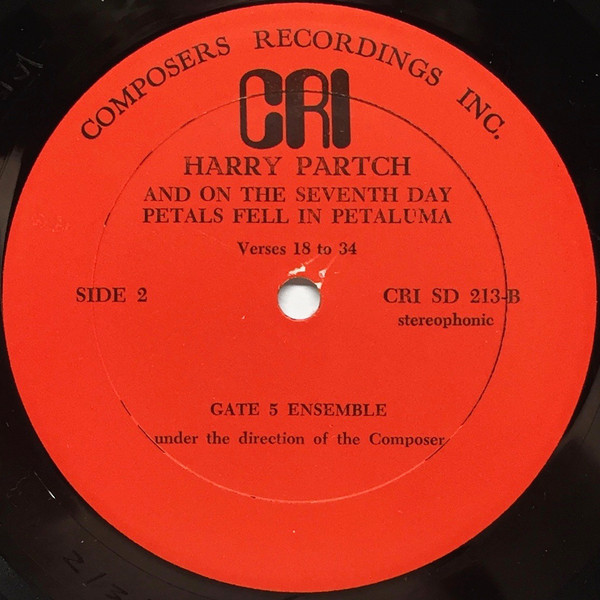 COMPOSERS RECORDINGS INC.
CRI
HARRY PARTCH
AND ON THE SEVENTH DAY
PETALS FELL IN PETALUMA
Verses 18 to 34
SIDE 2
CRI SD 213-B
stereophonic
GATE 5 ENSEMBLE
under the direction of the Composer